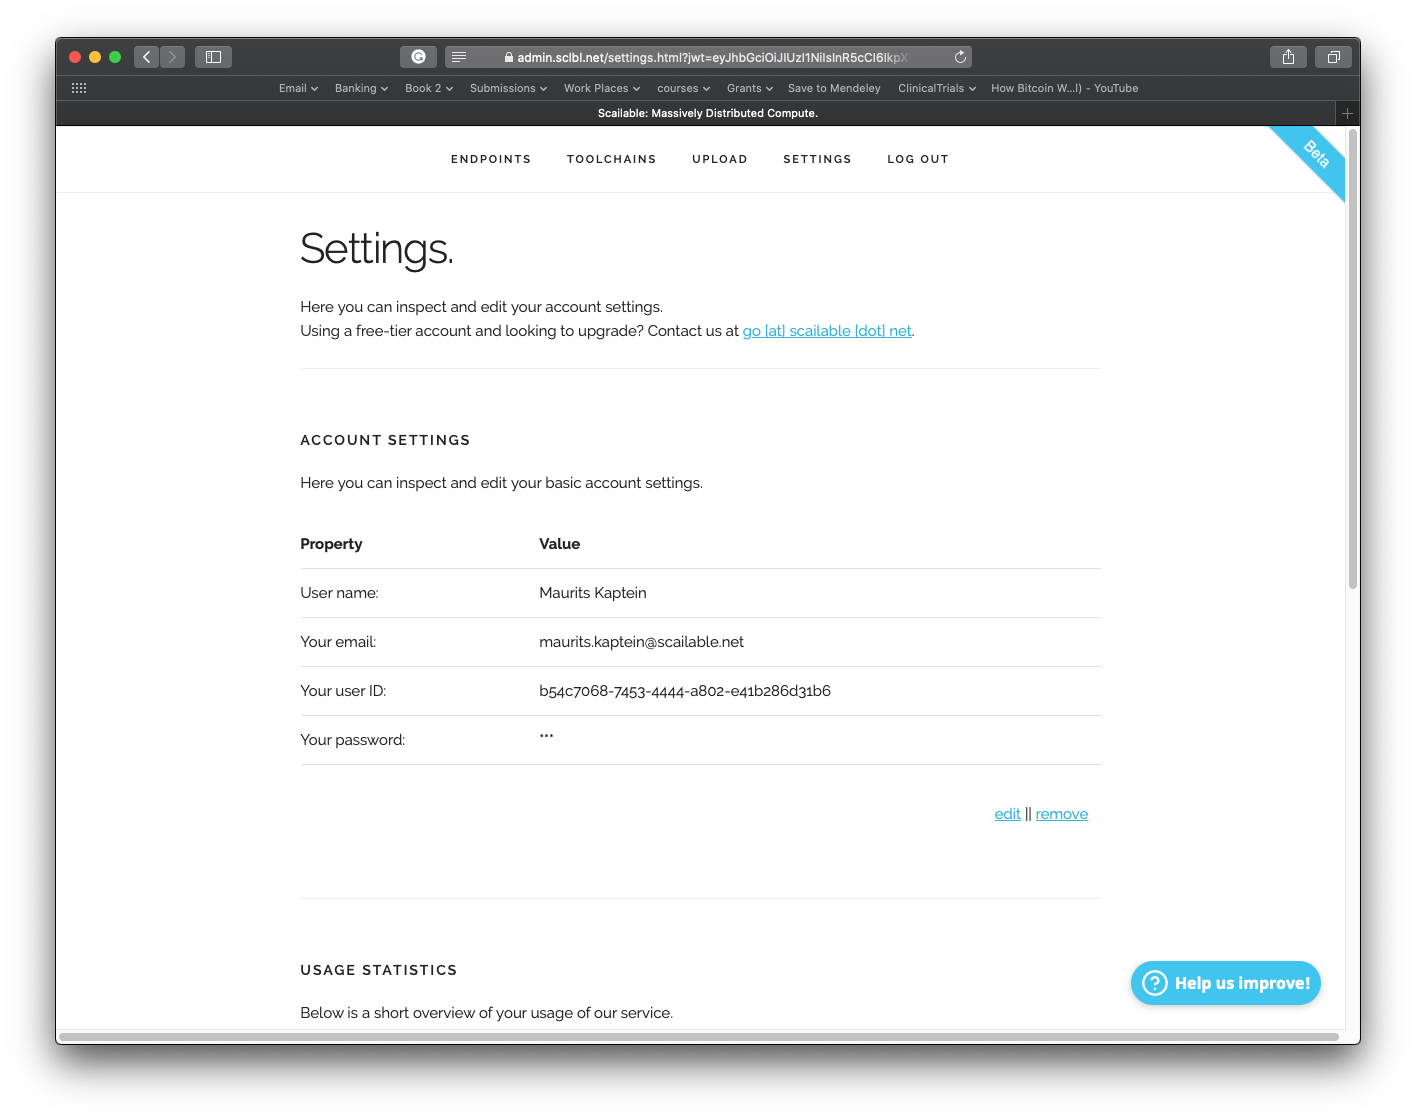 admin.sclbl.net/settings.html?jwt=eyJhbGciOiJIUzI1NiIsInR5cCI6IkpX
Email Banking Book 2 Submissions Work Places courses Grants Save to Mendeley ClinicalTrials How Bitcoin W...I) - YouTube
Scailable: Massively Distributed Compute.
ENDPOINTS TOOLCHAINS UPLOAD SETTINGS LOG OUT
Beta
Settings.
Here you can inspect and edit your account settings.
Using a free-tier account and looking to upgrade? Contact us at go [at] scailable [dot] net.
ACCOUNT SETTINGS
Here you can inspect and edit your basic account settings.
Property Value
User name: Maurits Kaptein
Your email: maurits.kaptein@scailable.net
Your user ID: b54c7068-7453-4444-a802-e41b286d31b6
Your password: ***
edit || remove
USAGE STATISTICS
Help us improve!
Below is a short overview of your usage of our service.